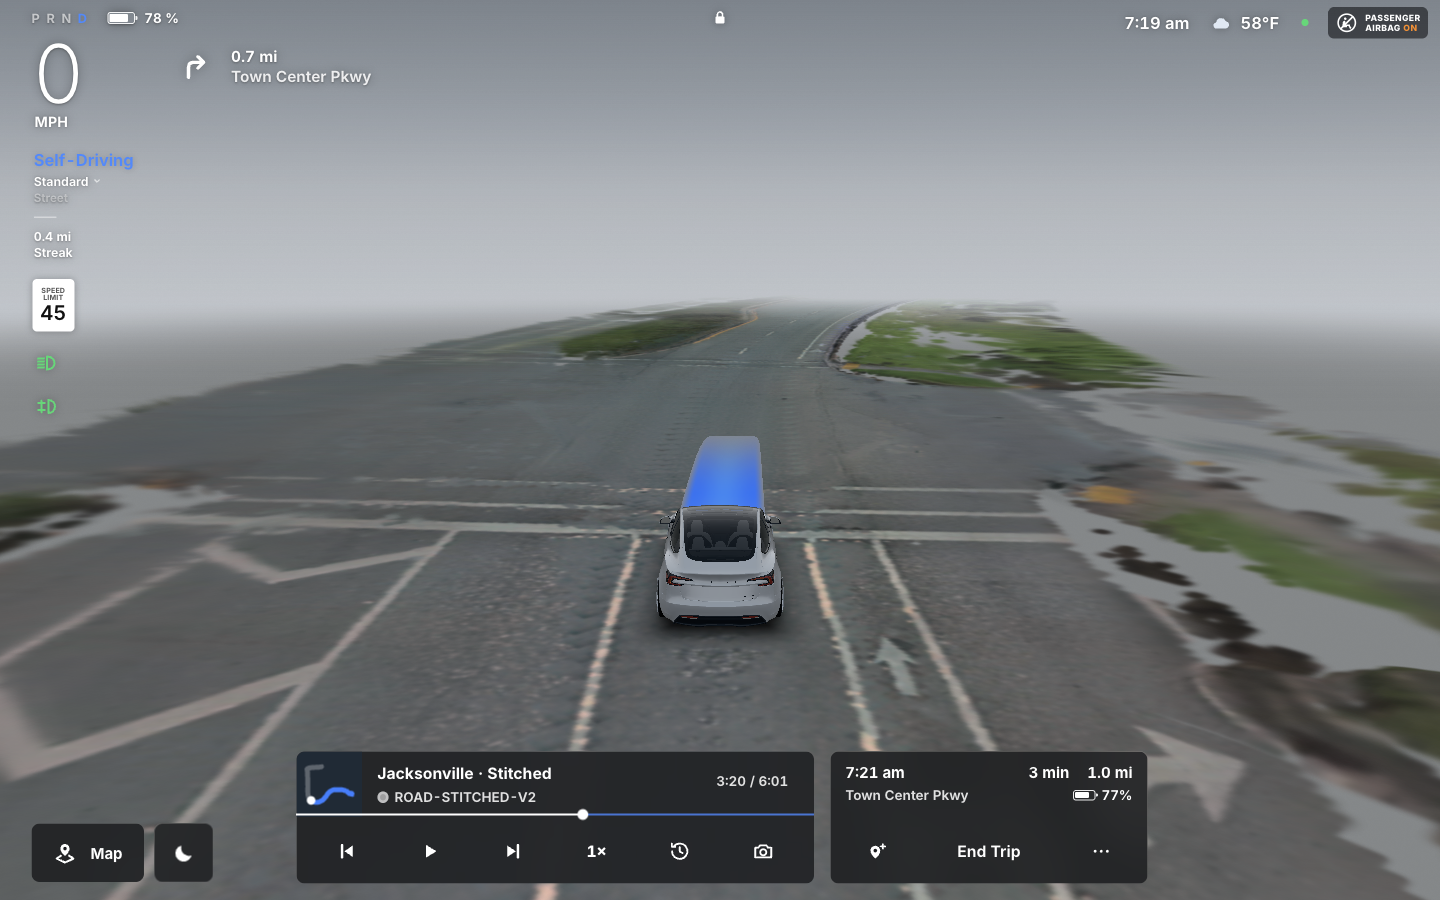 P R N D
78 %
0
MPH
0.7 mi
Town Center Pkwy
7:19 am
58°F
PASSENGER
AIRBAG ON
Self-Driving
Standard
Street
0.4 mi
Streak
SPEED
LIMIT
45
Jacksonville · Stitched
ROAD-STITCHED-V2
3:20 / 6:01
1×
7:21 am
3 min
1.0 mi
Town Center Pkwy
77%
End Trip
Map